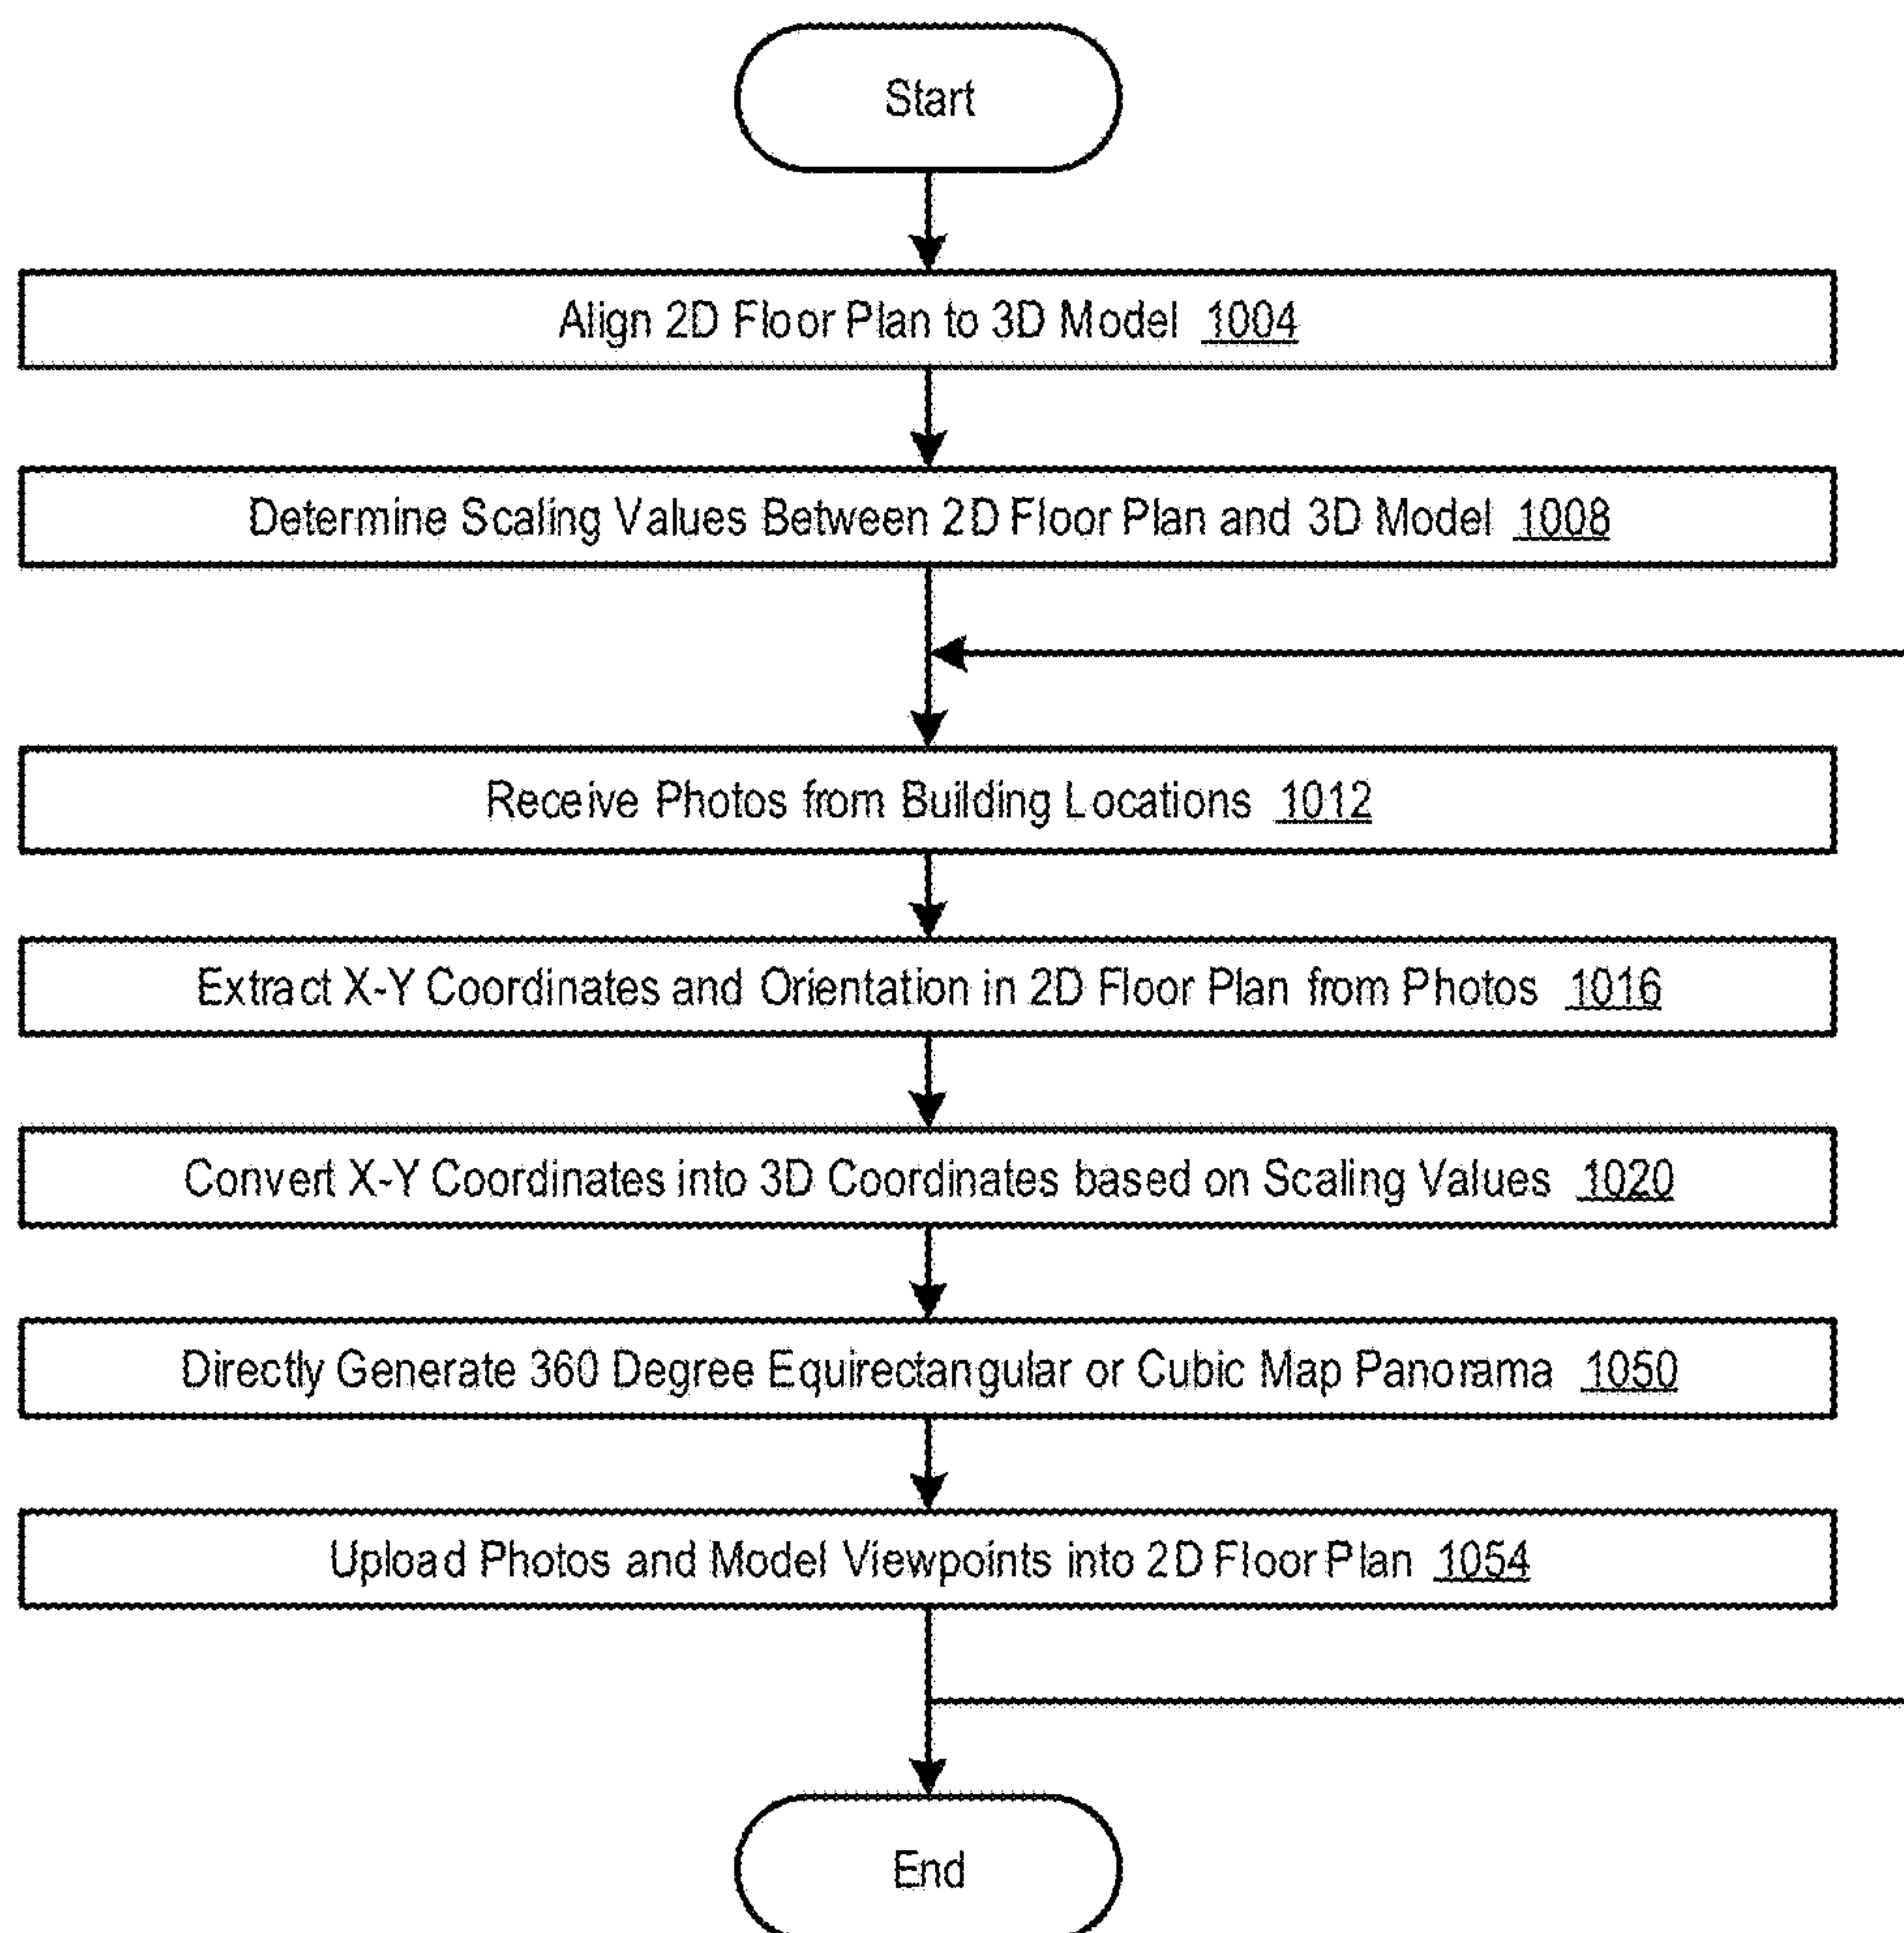 Start
Align 2D Floor Plan to 3D Model 1004
Determine Scaling Values Between 2D Floor Plan and 3D Model 1008
Receive Photos from Building Locations 1012
Extract X-Y Coordinates and Orientation in 2D Floor Plan from Photos 1016
Convert X-Y Coordinates into 3D Coordinates based on Scaling Values 1020
Directly Generate 360 Degree Equirectangular or Cubic Map Panorama 1050
Upload Photos and Model Viewpoints into 2D Floor Plan 1054
End